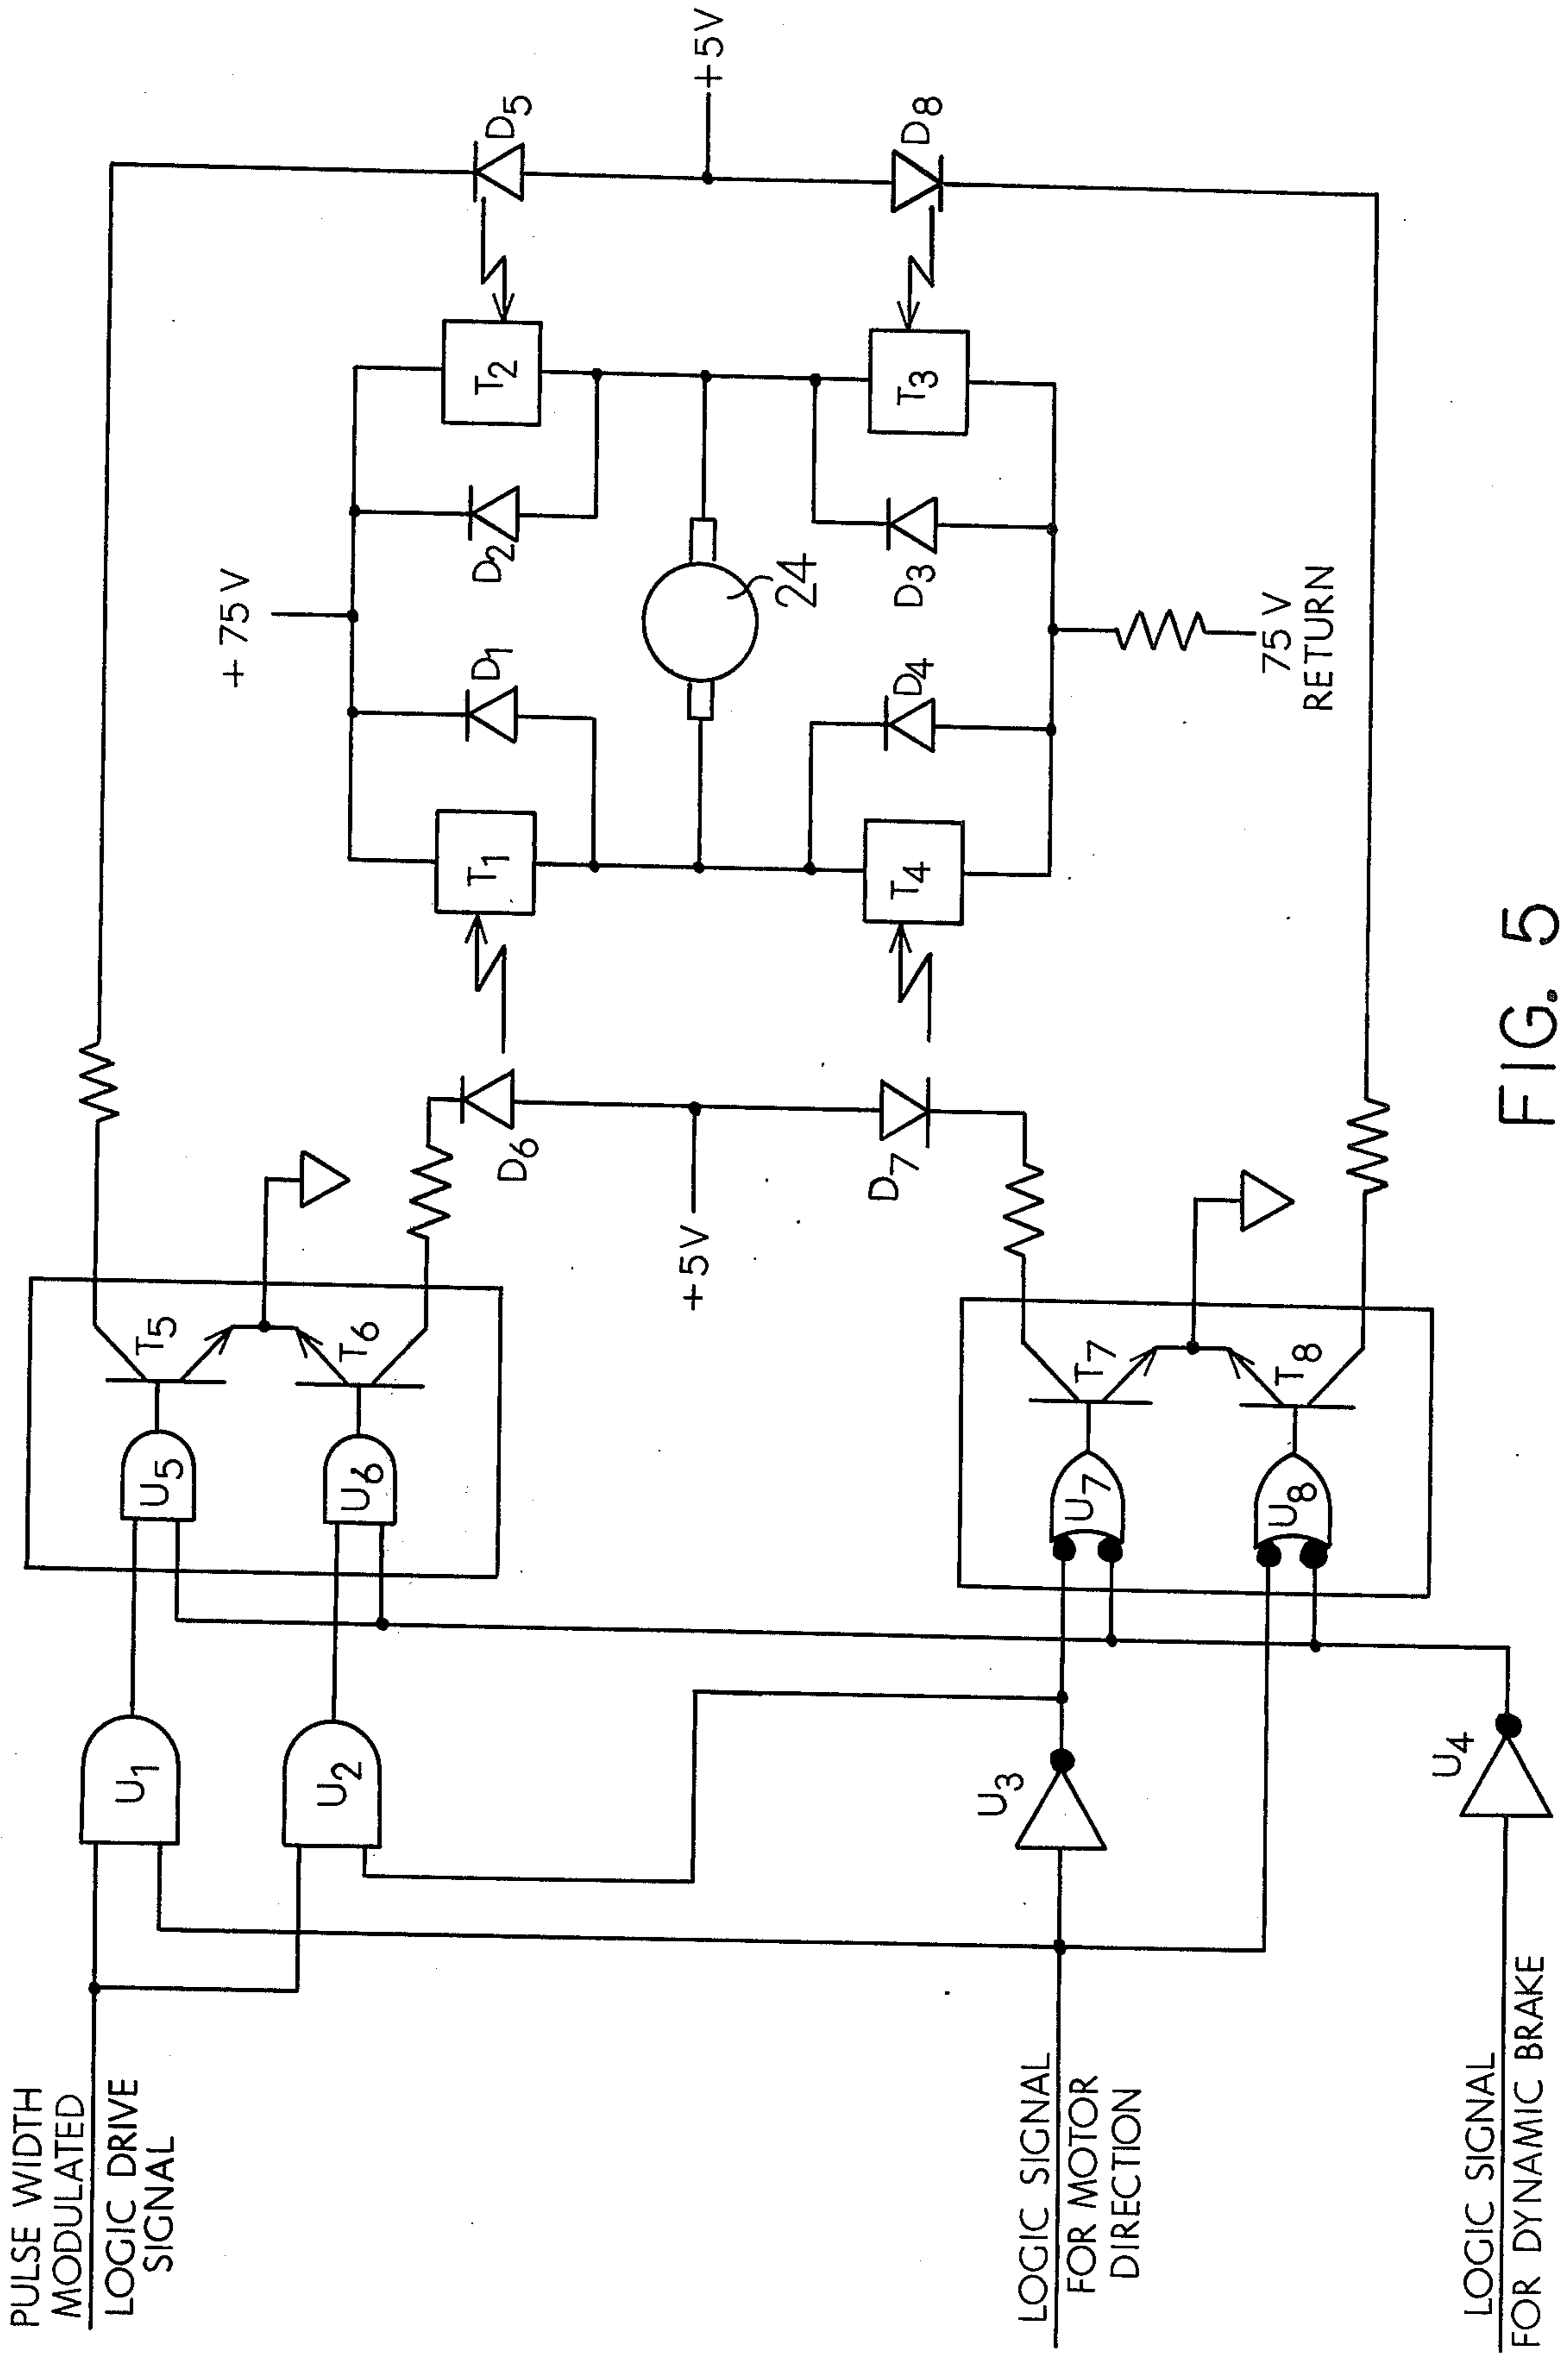 PULSE WIDTH
MODULATED
LOGIC DRIVE
SIGNAL
LOGIC SIGNAL
FOR MOTOR
DIRECTION
LOGIC SIGNAL
FOR DYNAMIC BRAKE
U1
U2
U3
U4
U5
U6
U7
U8
T5
T6
T7
T8
D6
+5V
D7
+75V
T1
D1
D2
T2
24
T4
D4
D3
T3
75V
RETURN
D5
+5V
D8
FIG. 5